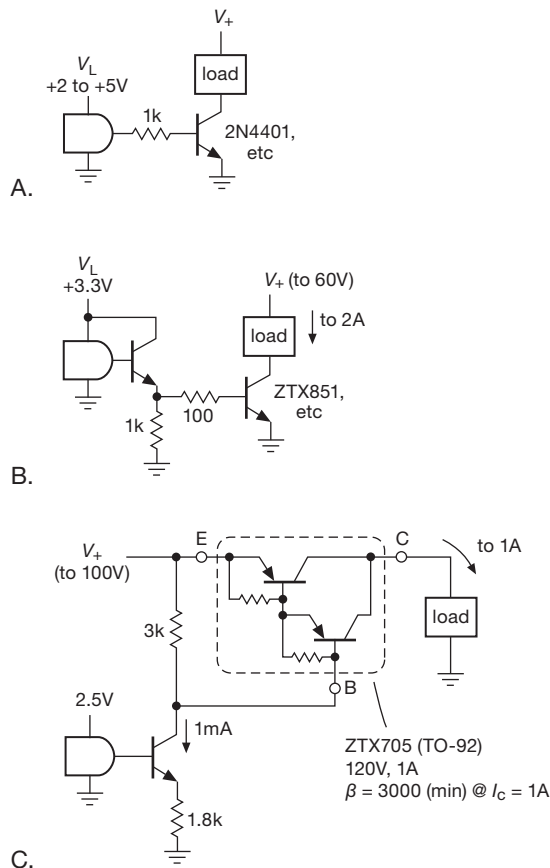 V+
load
VL
+2 to +5V
1k
2N4401,
etc
A.
VL
+3.3V
V+ (to 60V)
load
to 2A
100
ZTX851,
etc
1k
B.
E
C
V+
(to 100V)
to 1A
3k
load
B
2.5V
1mA
ZTX705 (TO-92)
120V, 1A
β = 3000 (min) @ Ic = 1A
1.8k
C.